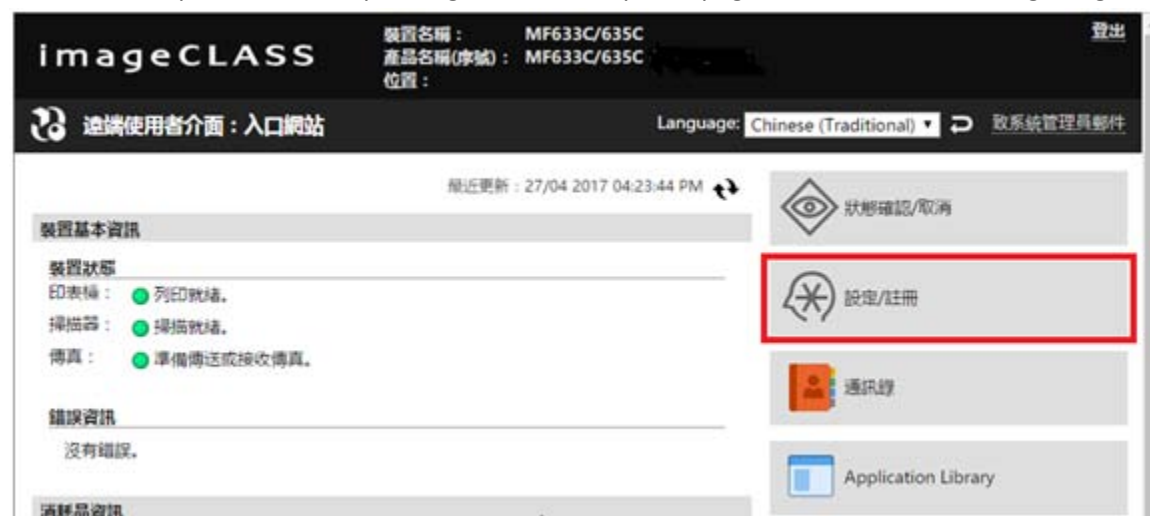 imageCLASS
裝置名稱： MF633C/635C
產品名稱(序號)： MF633C/635C
位置：
登出
遠端使用者介面：入口網站
Language: Chinese (Traditional)
致系統管理員郵件
最近更新：27/04 2017 04:23:44 PM
裝置基本資訊
裝置狀態
印表機： 列印就緒。
掃描器： 掃描就緒。
傳真： 準備傳送或接收傳真。
錯誤資訊
沒有錯誤。
消耗品資訊
狀態確認/取消
設定/註冊
通訊錄
Application Library